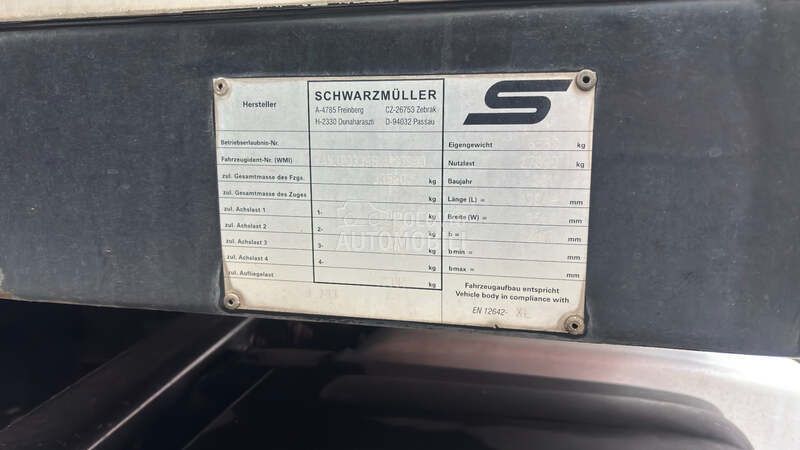 Hersteller
SCHWARZMÜLLER
A-4785 Freinberg CZ-26753 Zebrak
H-2330 Dunaharaszti D-94032 Passau
Betriebserlaubnis-Nr.
Fahrzeugident-Nr. (WMI)
zul. Gesamtmasse des Fzgs. kg
zul. Gesamtmasse des Zuges kg
zul. Achslast 1 1- kg
zul. Achslast 2 2- kg
zul. Achslast 3 3- kg
zul. Achslast 4 4- kg
zul. Aufliegelast kg
Eigengewicht kg
Nutzlast kg
Baujahr
Länge (L) = mm
Breite (W) = mm
b = mm
bmin = mm
bmax = mm
Fahrzeugaufbau entspricht
Vehicle body in compliance with
EN 12642- XL
POLOVNI
AUTOMOBILI